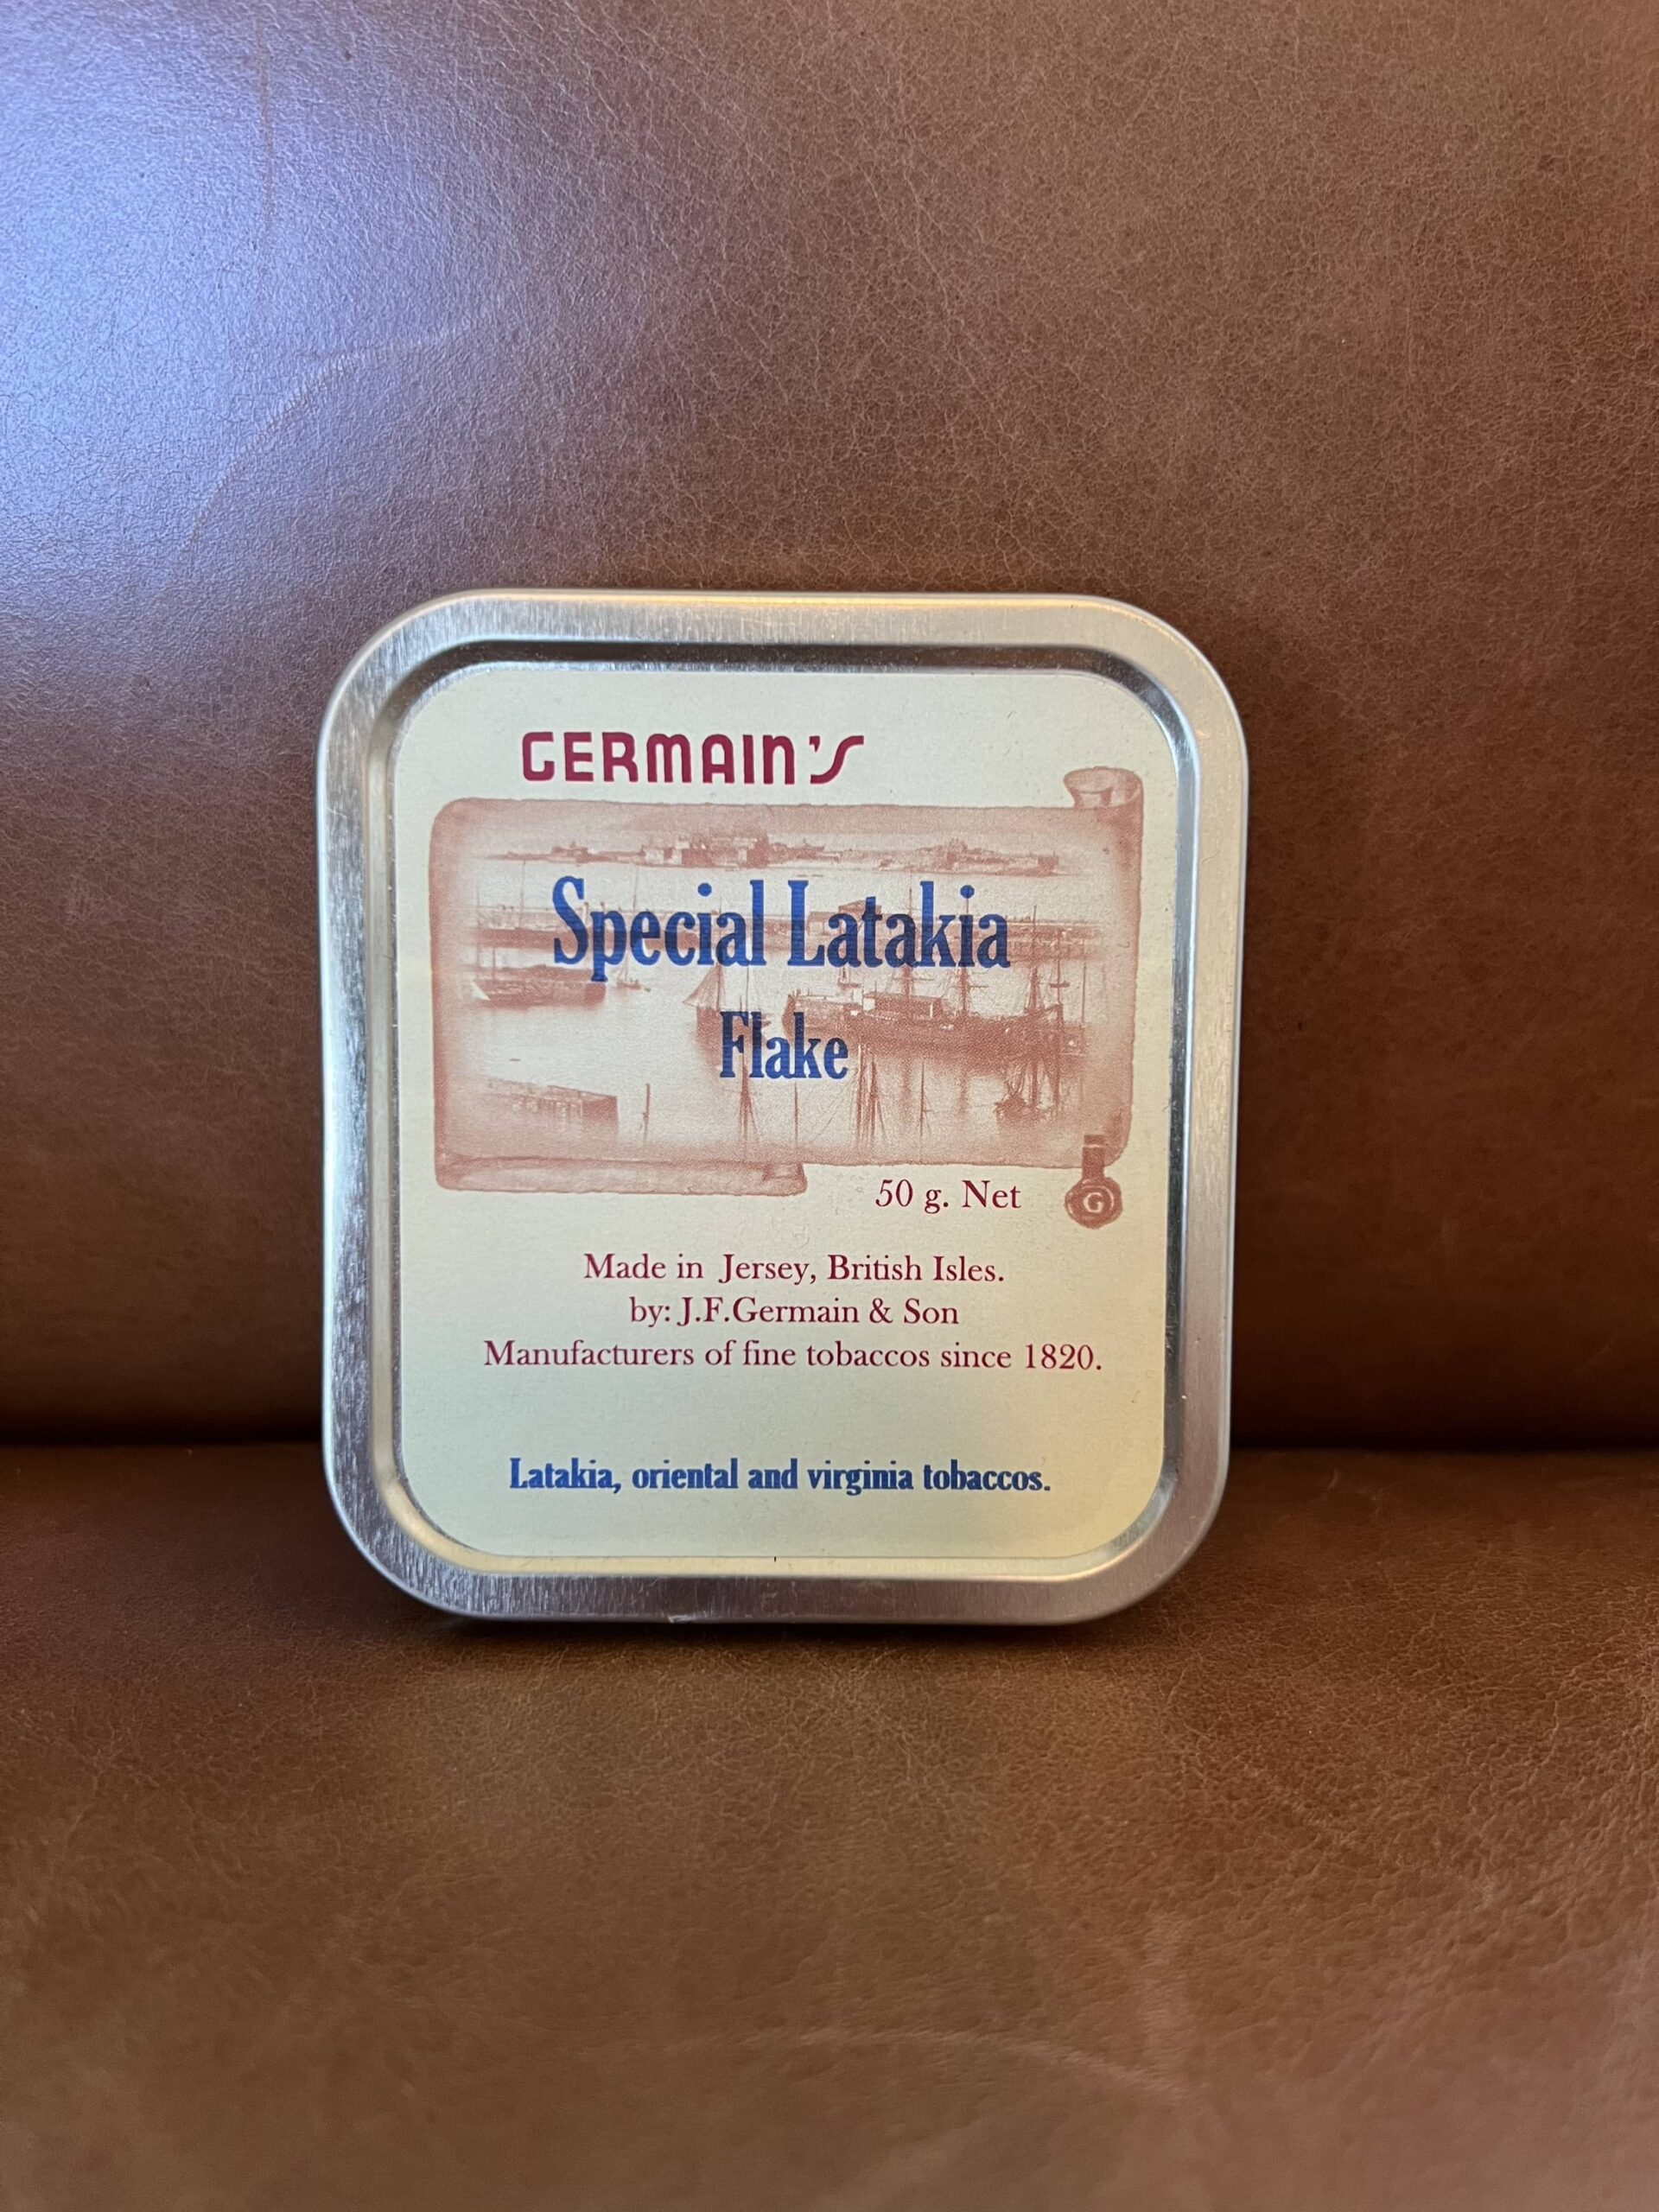 GERMAIN'S
Special Latakia
Flake
50 g. Net
G
Made in Jersey, British Isles.
by: J.F.Germain & Son
Manufacturers of fine tobaccos since 1820.
Latakia, oriental and virginia tobaccos.